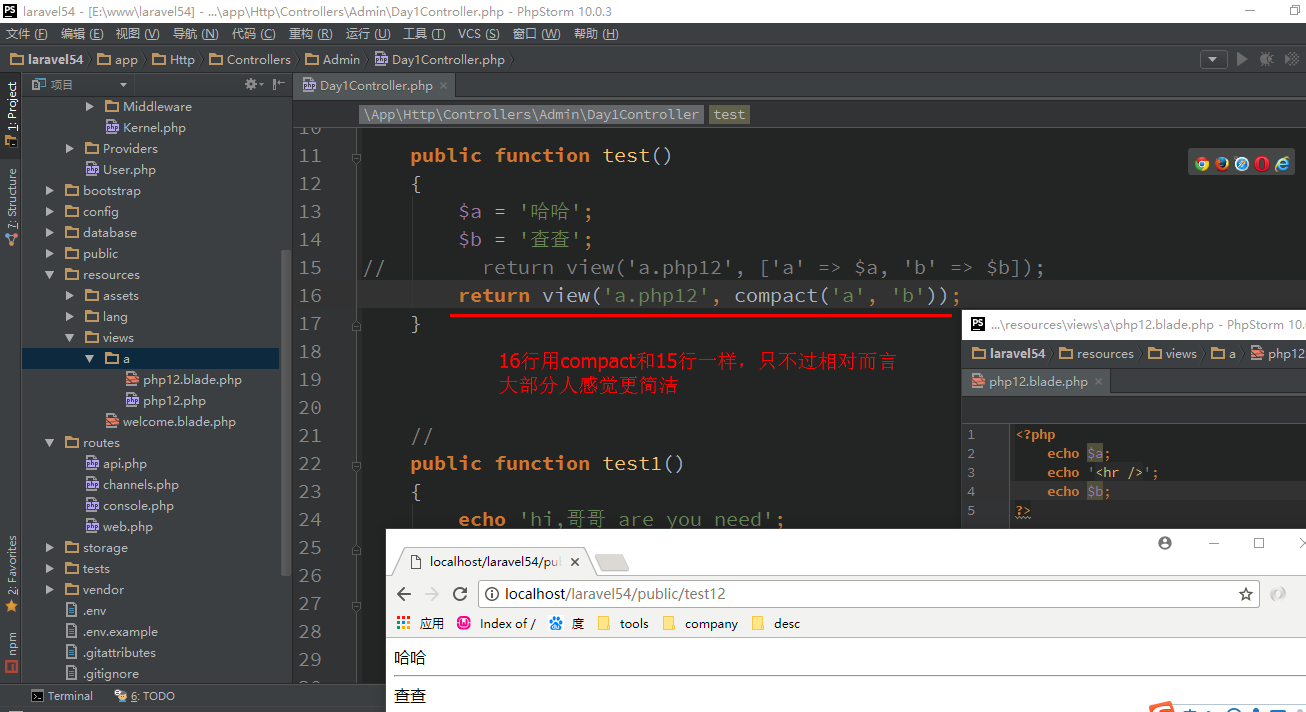 laravel54 - [E:\www\laravel54] - ...\app\Http\Controllers\Admin\Day1Controller.php - PhpStorm 10.0.3
文件 (F) 编辑 (E) 视图 (V) 导航 (N) 代码 (C) 重构 (R) 运行 (U) 工具 (T) VCS (S) 窗口 (W) 帮助 (H)
laravel54 app Http Controllers Admin Day1Controller.php
项目
Day1Controller.php
1: Project
7: Structure
2: Favorites
npm
Middleware
Kernel.php
Providers
User.php
bootstrap
config
database
public
resources
assets
lang
views
a
php12.blade.php
php12.php
welcome.blade.php
routes
api.php
channels.php
console.php
web.php
storage
tests
vendor
.env
.env.example
.gitattributes
.gitignore
Terminal 6: TODO
\App\Http\Controllers\Admin\Day1Controller test
10
11 public function test()
12 {
13 $a = '哈哈';
14 $b = '查查';
15 // return view('a.php12', ['a' => $a, 'b' => $b]);
16 return view('a.php12', compact('a', 'b'));
17 }
18
16行用compact和15行一样，只不过相对而言
19
大部分人感觉更简洁
20
21 //
22 public function test1()
23 {
24 echo 'hi,哥哥 are you need';
25
26
27
28
29
...\resources\views\a\php12.blade.php - PhpStorm 10.0
laravel54 resources views a php12
php12.blade.php
1 <?php
2 echo $a;
3 echo '<hr />';
4 echo $b;
5 ?>
localhost/laravel54/pu
localhost/laravel54/public/test12
应用 Index of / 度 tools company desc
哈哈
查查